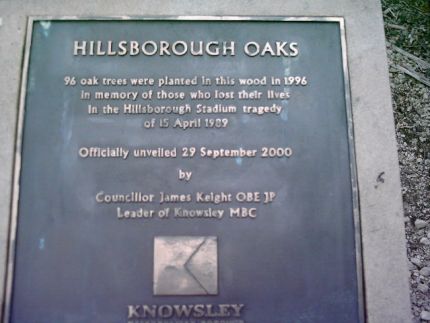 HILLSBOROUGH OAKS
96 oak trees were planted in this wood in 1996
in memory of those who lost their lives
in the Hillsborough Stadium tragedy
of 15 April 1989
Officially unveiled 29 September 2000
by
Councillor James Keight OBE JP
Leader of Knowsley MBC
KNOWSLEY